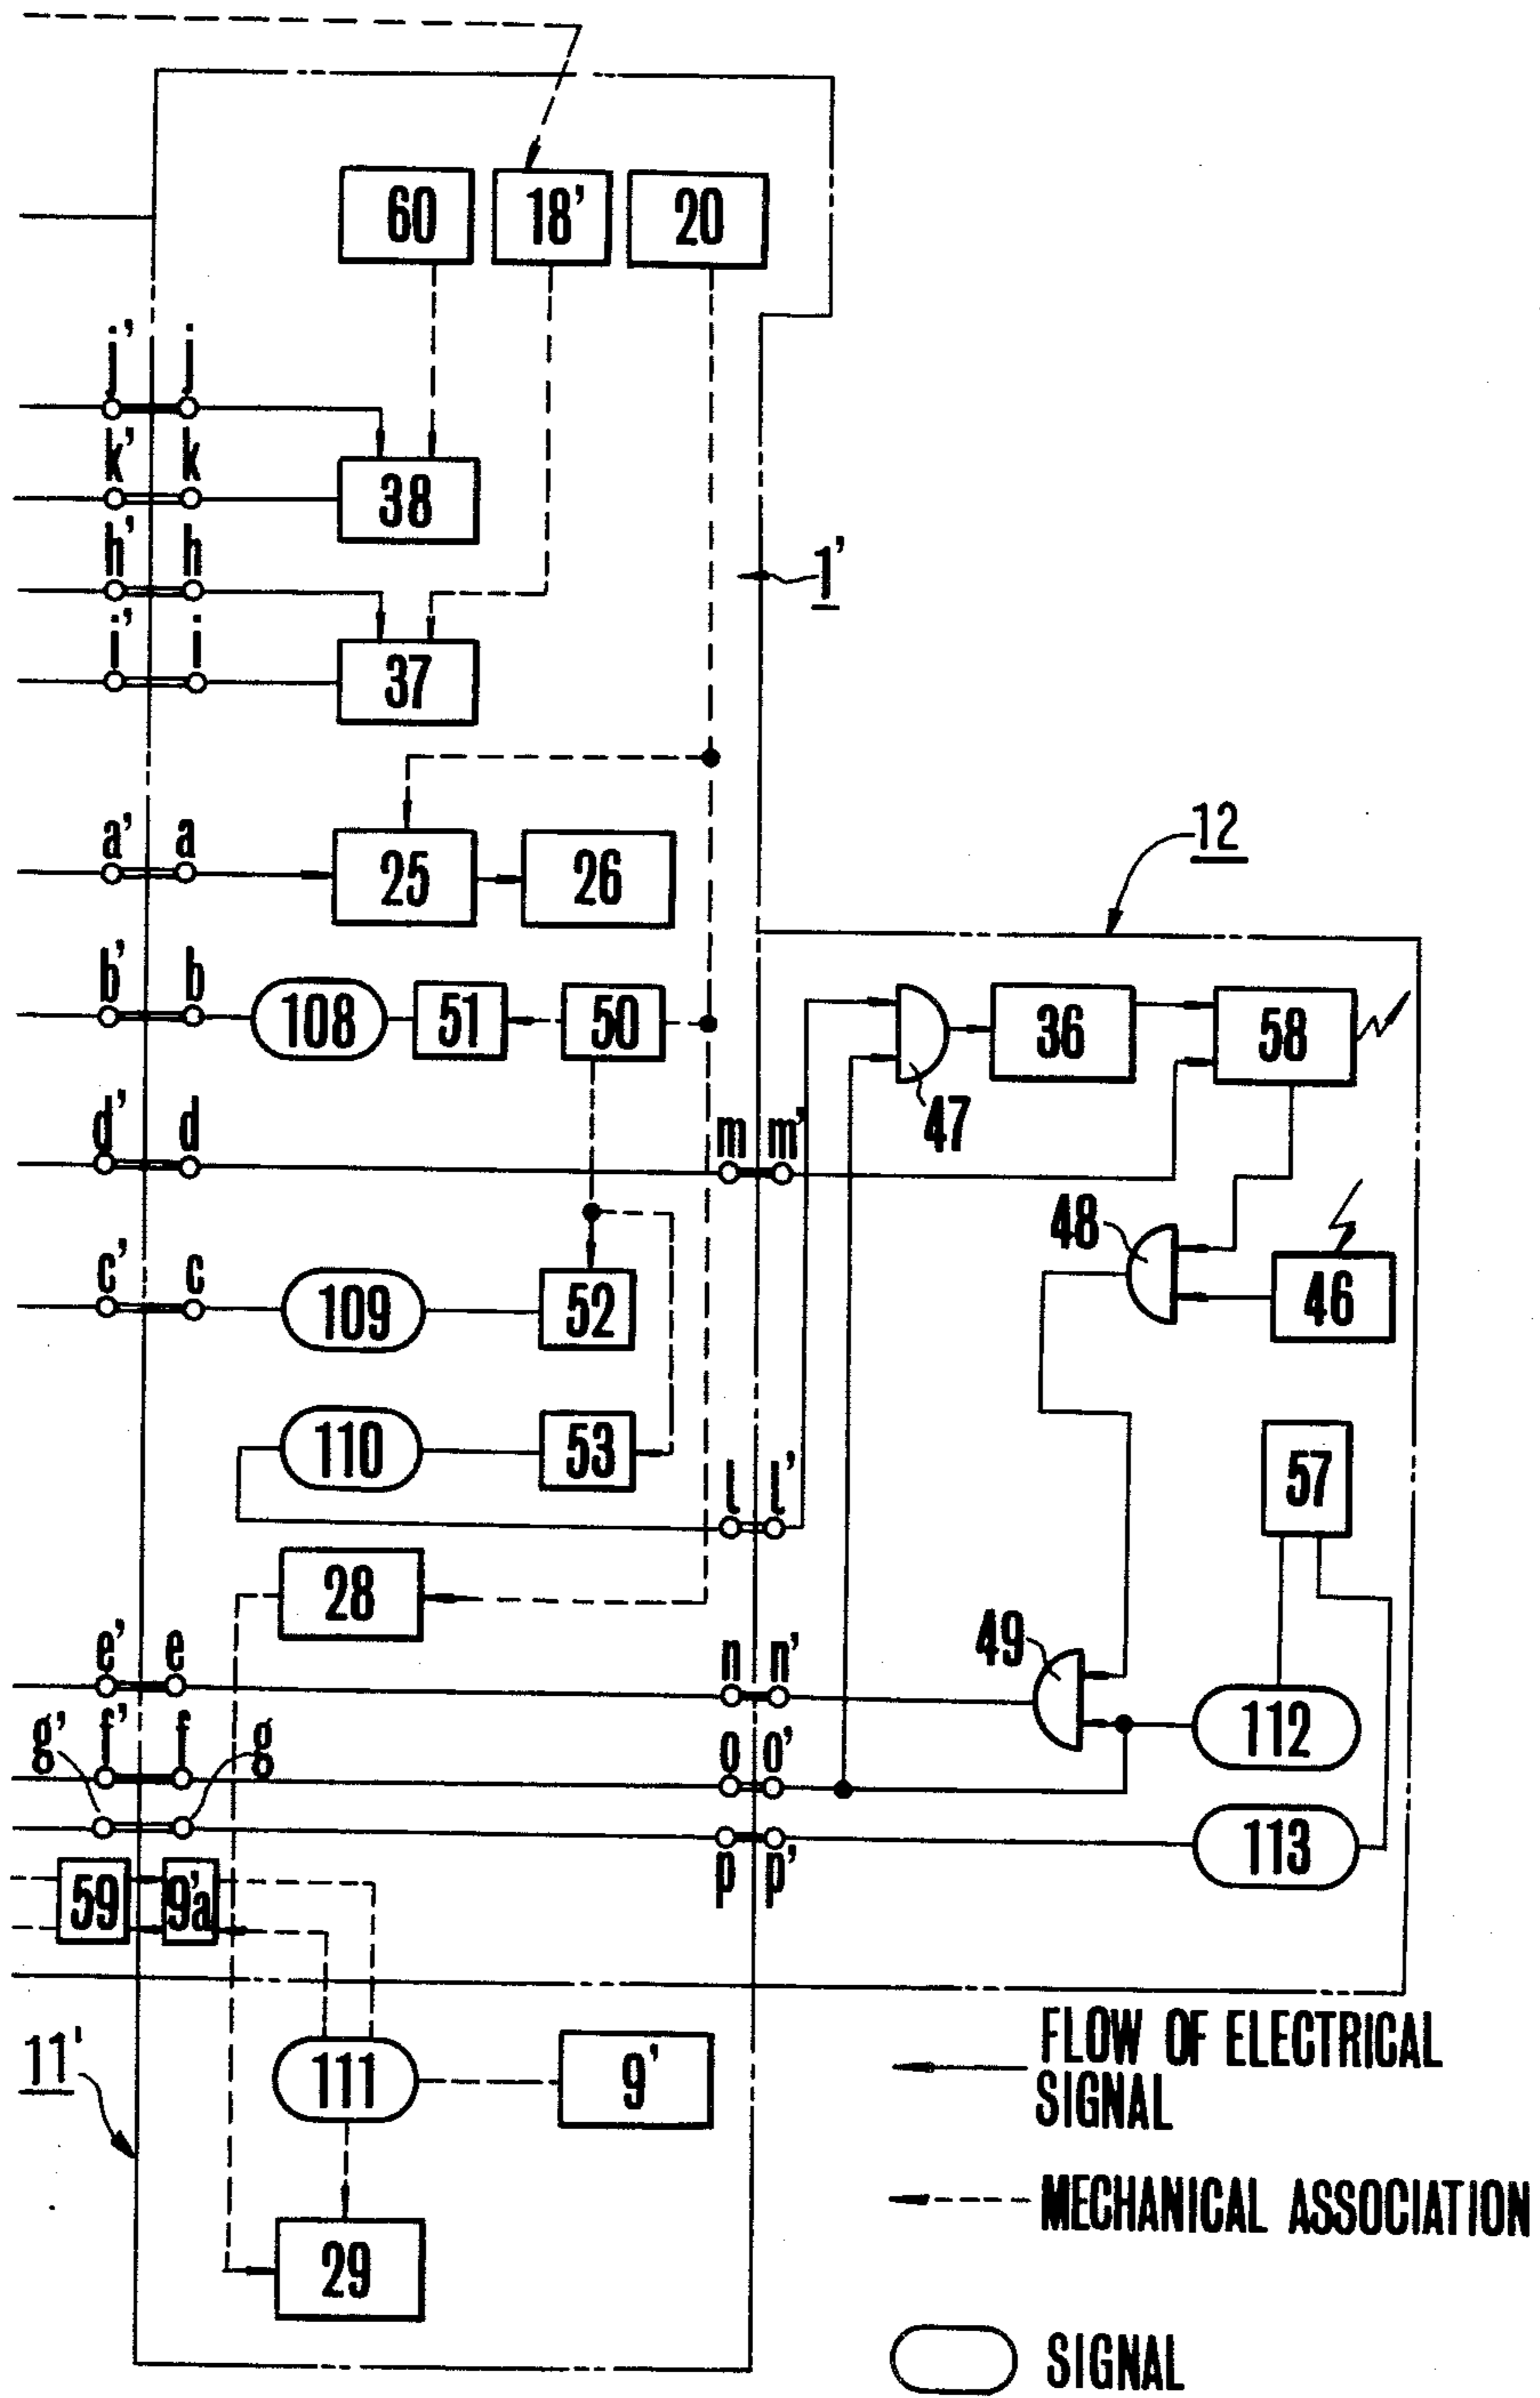 60 18' 20
j' j
k' k
38
h' h
1'
i' i
37
12
a' a
25 26
b' b
108 51 50
36 58
47
d' d
m m'
48
c' c
109 52
46
110 53
57
l l'
28
49
e' e
n n'
112
g' f' f g
o o'
113
p p'
59 9'a
11'
111 9'
FLOW OF ELECTRICAL
SIGNAL
29
MECHANICAL ASSOCIATION
SIGNAL